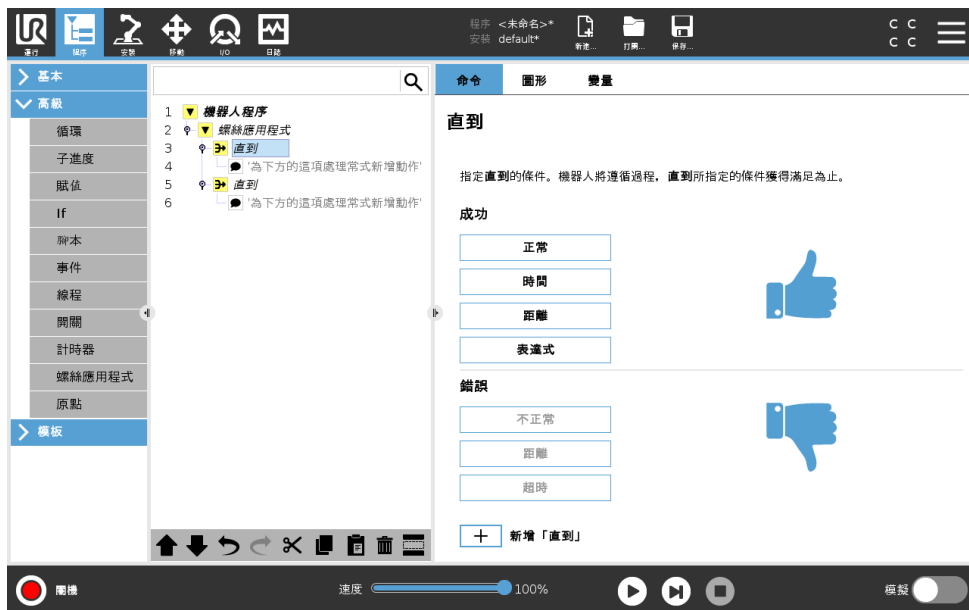 運行
程序
安裝
移動
I/O
日誌
程序 <未命名>*
安裝 default*
新建...
打開...
保存...
C C
C C
基本
高級
循環
子進度
賦值
If
腳本
事件
線程
開關
計時器
螺絲應用程式
原點
模板
1 機器人程序
2 螺絲應用程式
3 直到
4 '為下方的這項處理常式新增動作'
5 直到
6 '為下方的這項處理常式新增動作'
命令 圖形 變量
直到
指定直到的條件。機器人將遵循過程，直到所指定的條件獲得滿足為止。
成功
正常
時間
距離
表達式
錯誤
不正常
距離
超時
新增「直到」
關機
速度 100%
模擬